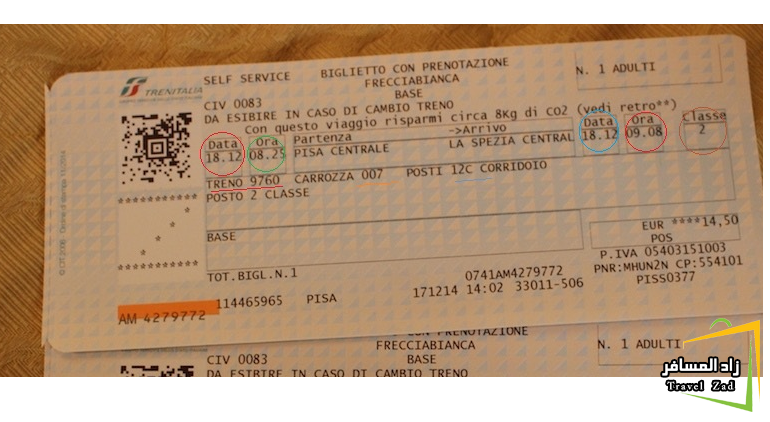 TRENITALIA
SELF SERVICE
BIGLIETTO CON PRENOTAZIONE
FRECCIABIANCA
BASE
N. 1 ADULTI
CIV 0083
DA ESIBIRE IN CASO DI CAMBIO TRENO
Con questo viaggio risparmi circa 8Kg di CO2 (vedi retro**)
Data Ora Partenza ->Arrivo Data Ora Classe
18.12 08.25 PISA CENTRALE LA SPEZIA CENTRAL 18.12 09.08 2
TRENO 9760 CARROZZA 007 POSTI 12C CORRIDOIO
POSTO 2 CLASSE
***********
*
*
*
*
***********
BASE
EUR ****14,50
POS
P.IVA 05403151003
TOT.BIGL.N.1
0741AM4279772
PNR:MHUN2N CP:554101
114465965 PISA
171214 14:02 33011-506
PISS0377
AM 4279772
CON PRENOTAZIONE
FRECCIABIANCA
BASE
N. 1 ADULTI
CIV 0083
DA ESIBIRE IN CASO DI CAMBIO TRENO
زاد المسافر
Travel Zad